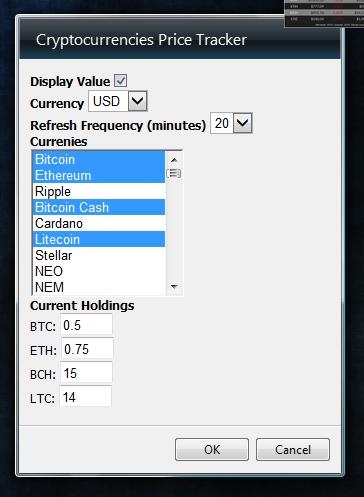 Cryptocurrencies Price Tracker
Display Value
Currency USD
Refresh Frequency (minutes) 20
Currenies
Bitcoin
Ethereum
Ripple
Bitcoin Cash
Cardano
Litecoin
Stellar
NEO
NEM
Current Holdings
BTC: 0.5
ETH: 0.75
BCH: 15
LTC: 14
OK Cancel